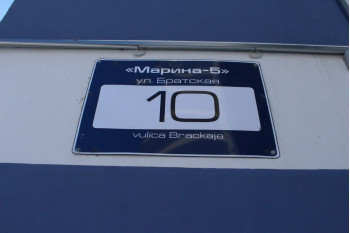 «Марина-Б»
ул. Братская
10
vulica Brackaja